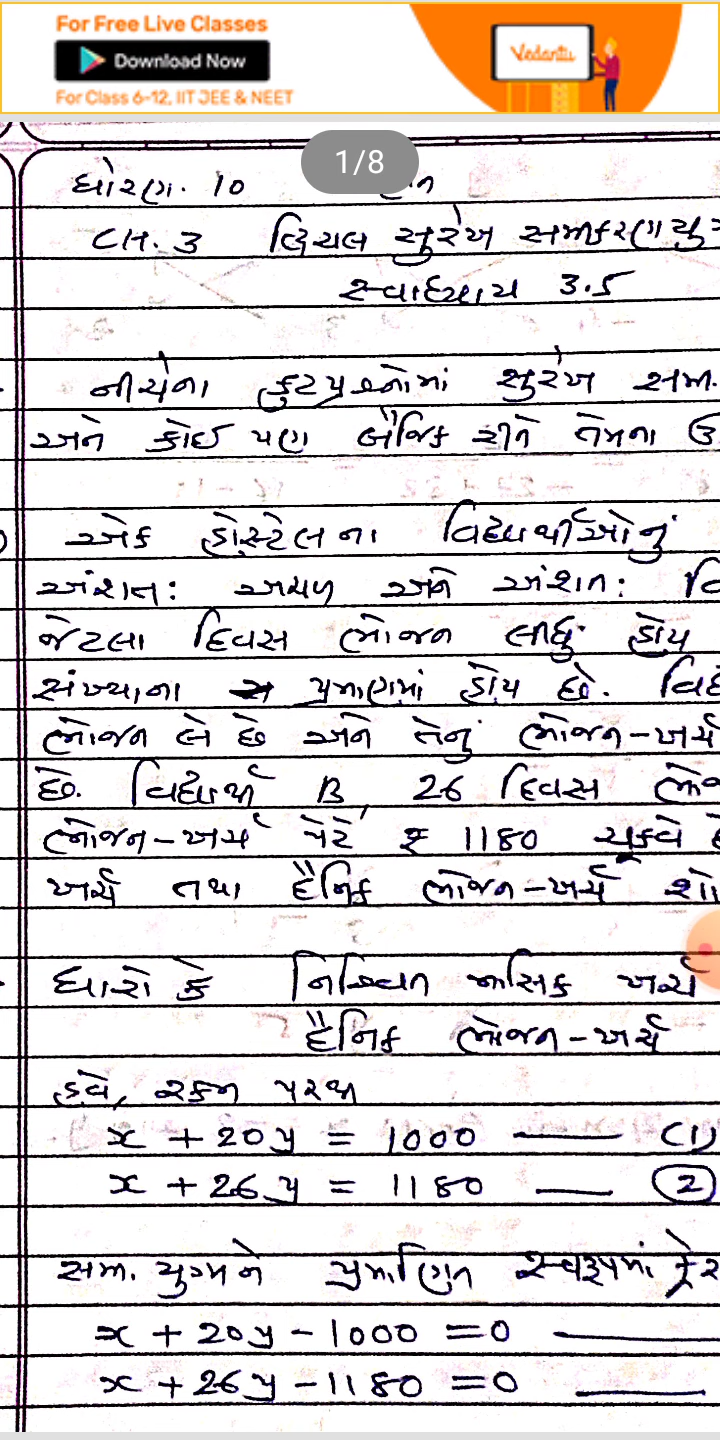 For Free Live Classes
Download Now
For Class 6-12, IIT JEE & NEET
Vedantu
1/8
ધોરણ. 10
CH. 3 દ્વિચલ સુરેખ સમીકરણયુ
સ્વાધ્યાય 3.5
નીચેના કુટપ્રશ્નોમાં સુરેખ સમ.
અને કોઈ પણ બૈજિક રીતે તેમના ઉ
એક હોસ્ટેલના વિદ્યાર્થીઓનું
અંશતઃ અચળ અને અંશતઃ
જેટલા દિવસ ભોજન લીધું હોય
સંખ્યાના પ્રમાણમાં હોય છે.
ભોજન લે છે અને તેનું ભોજન-ખર્ચ
છે. વિદ્યાર્થી B, 26 દિવસ
ભોજન-ખર્ચ પેટે ₹ 1180 ચૂકવે
ખર્ચ તથા દૈનિક ભોજન-ખર્ચ શો
ધારો કે નિશ્ચિત માસિક ખર્ચ
દૈનિક ભોજન-ખર્ચ
હવે, રકમ પરથી
x + 20y = 1000 —— (1)
x + 26y = 1180 —— (2)
સમ. યુગ્મને પ્રમાણિત સ્વરૂપમાં
x + 20y - 1000 = 0 ——
x + 26y - 1180 = 0 ——